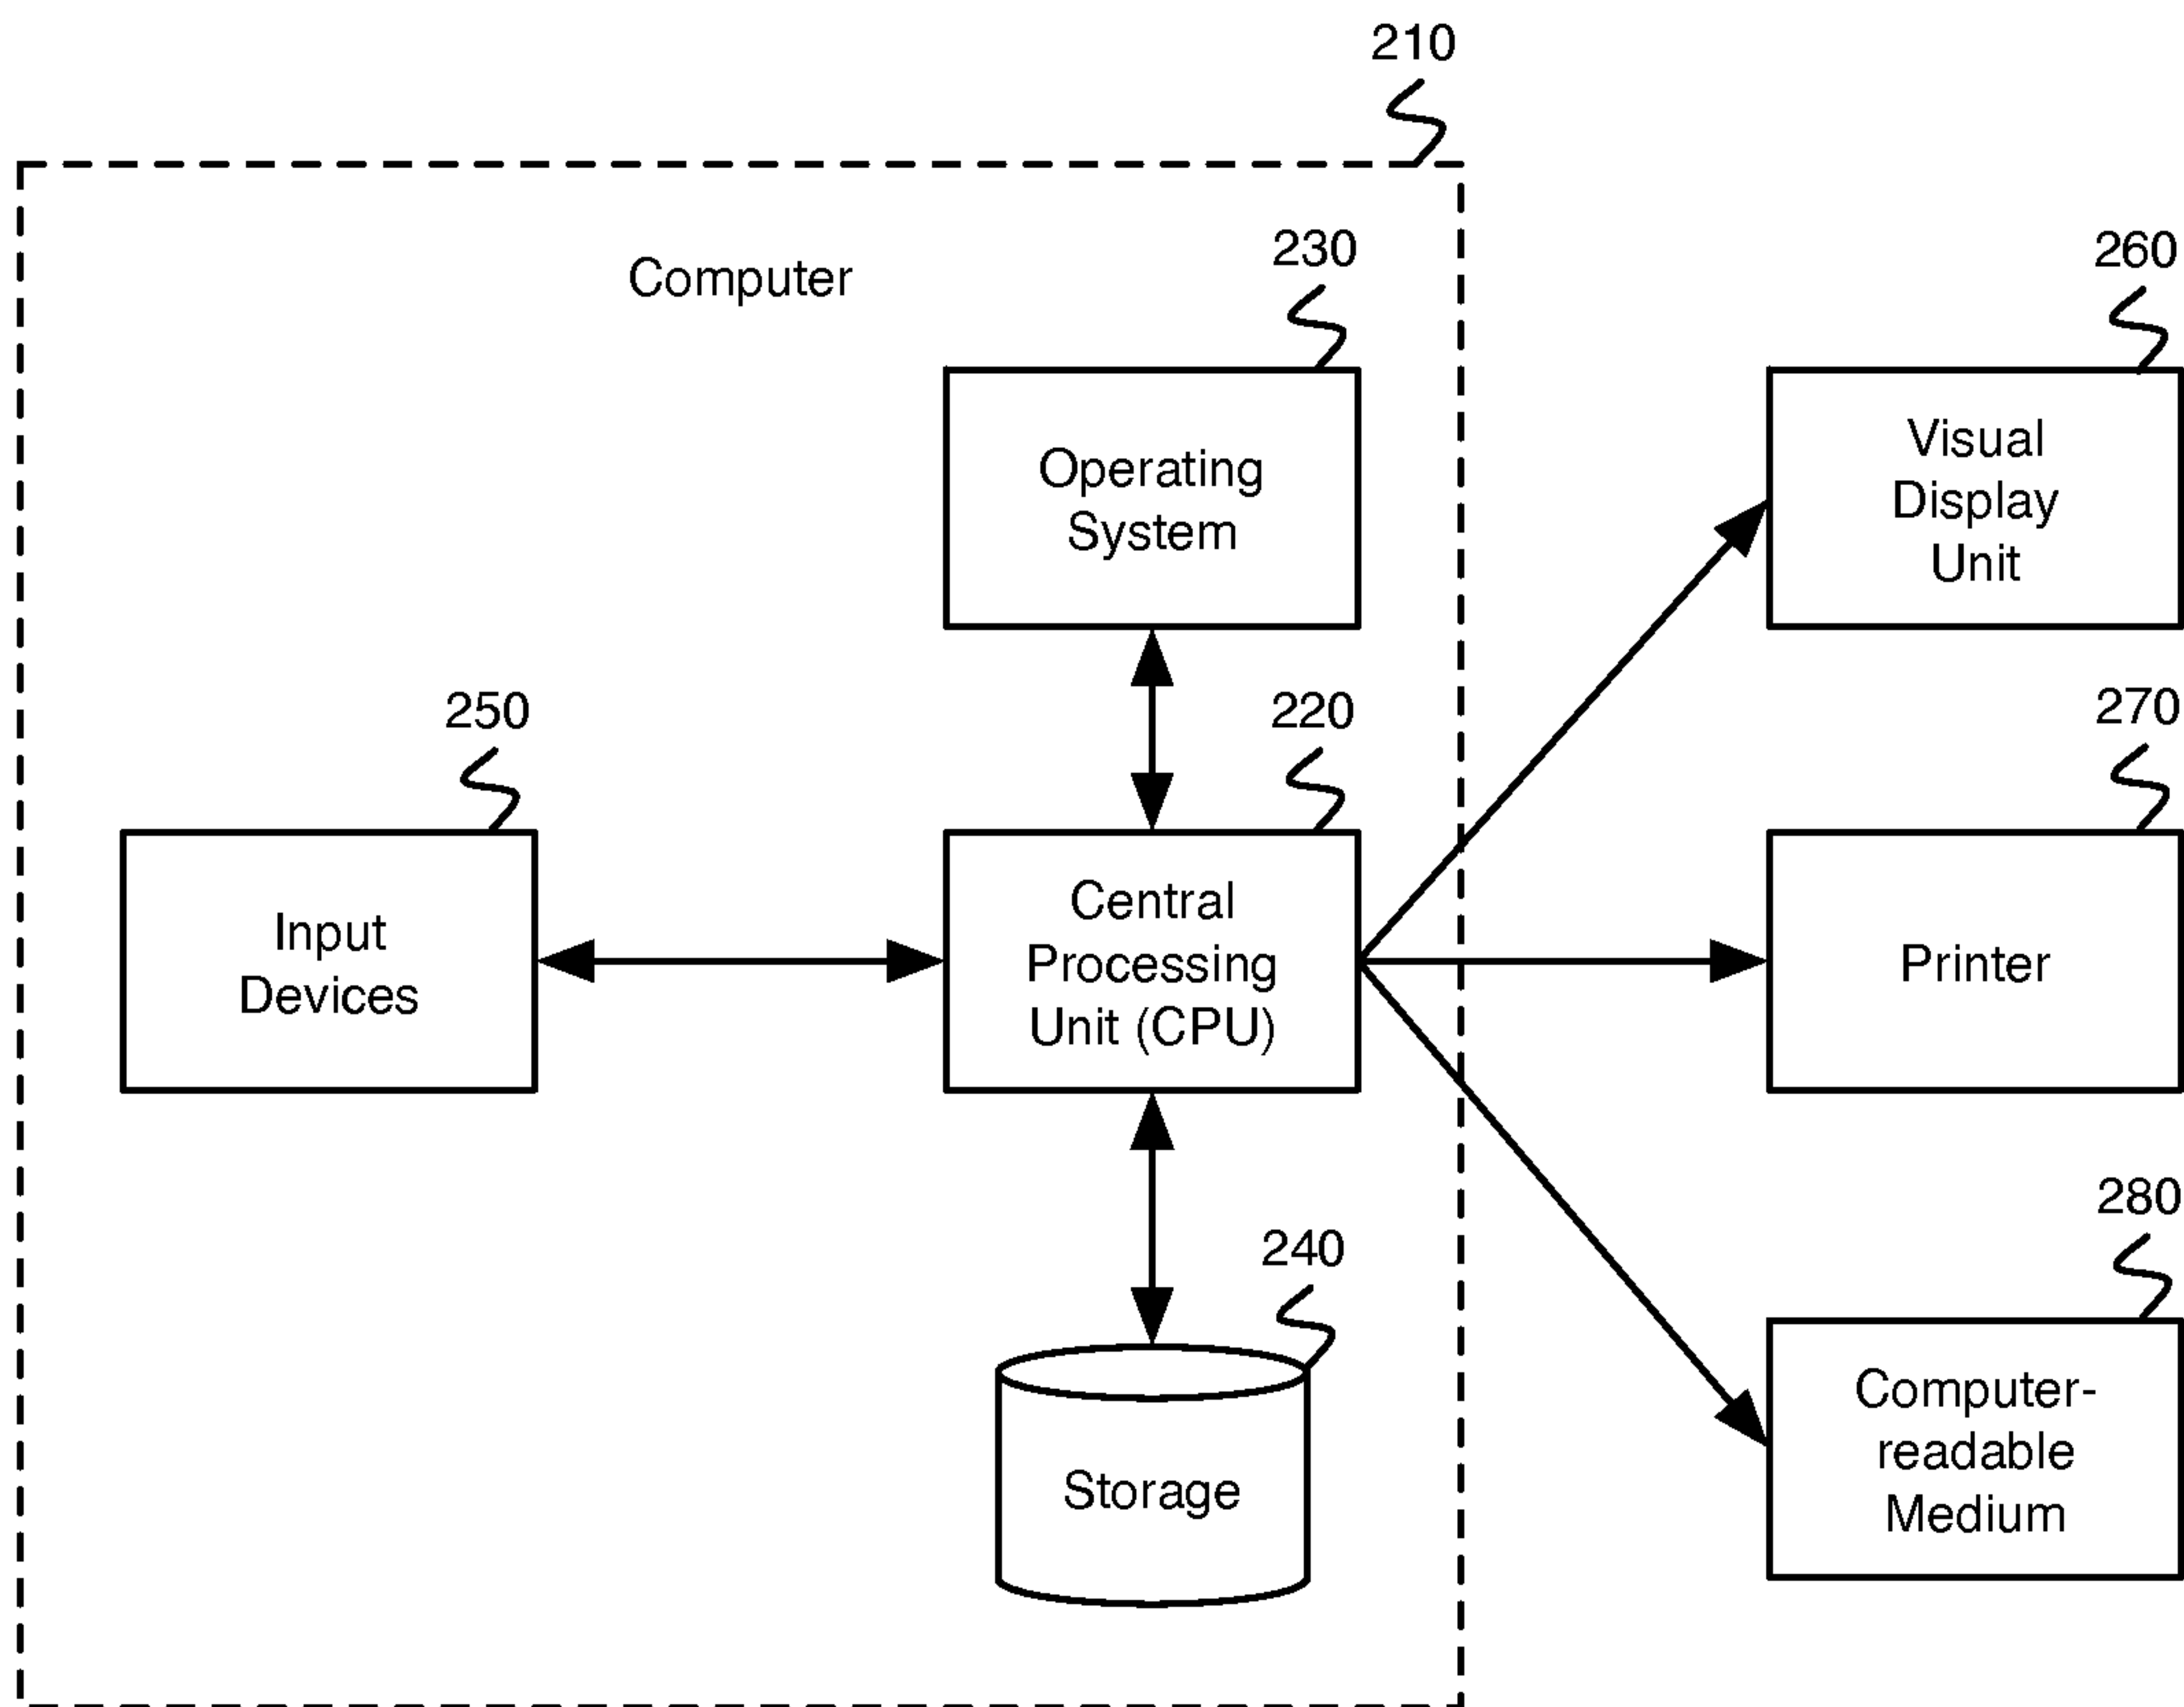 210
Computer
230
260
Operating
System
Visual
Display
Unit
250
220
270
Input
Devices
Central
Processing
Unit (CPU)
Printer
240
280
Storage
Computer-
readable
Medium